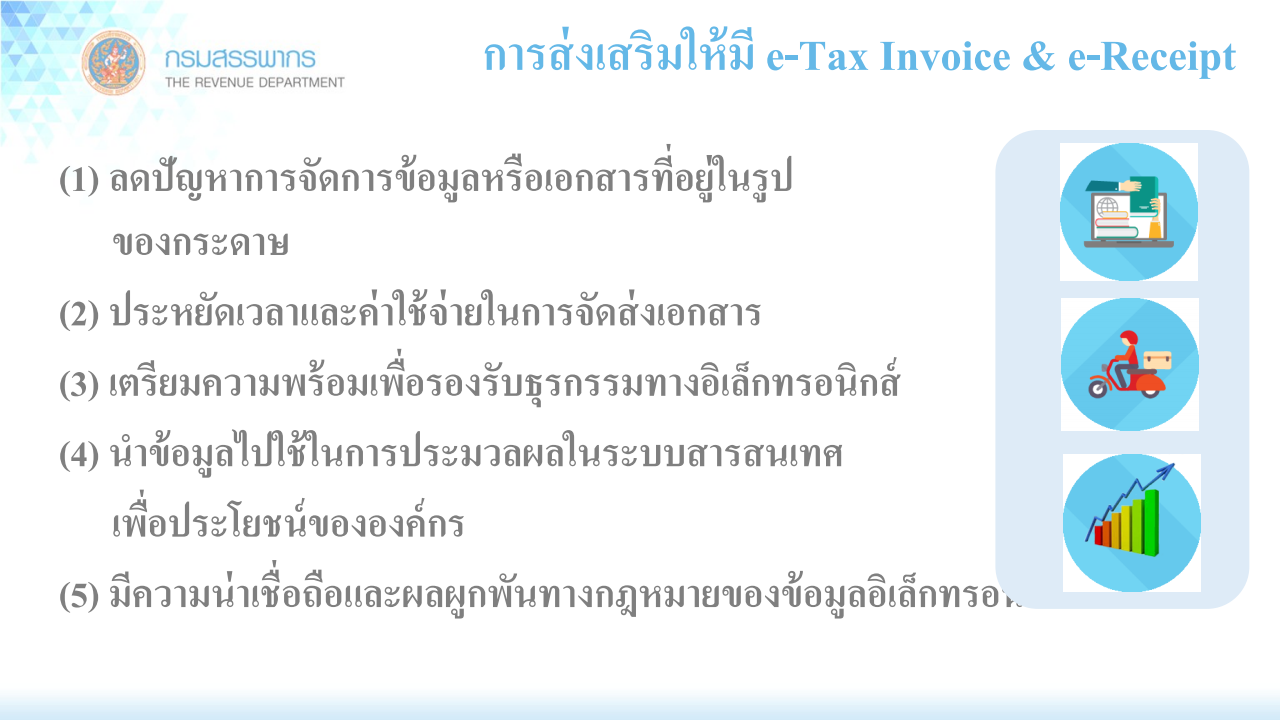 กรมสรรพากร
THE REVENUE DEPARTMENT
การส่งเสริมให้มี e-Tax Invoice & e-Receipt
(1) ลดปัญหาการจัดการข้อมูลหรือเอกสารที่อยู่ในรูป
ของกระดาษ
(2) ประหยัดเวลาและค่าใช้จ่ายในการจัดส่งเอกสาร
(3) เตรียมความพร้อมเพื่อรองรับธุรกรรมทางอิเล็กทรอนิกส์
(4) นำข้อมูลไปใช้ในการประมวลผลในระบบสารสนเทศ
เพื่อประโยชน์ขององค์กร
(5) มีความน่าเชื่อถือและผลผูกพันทางกฎหมายของข้อมูล